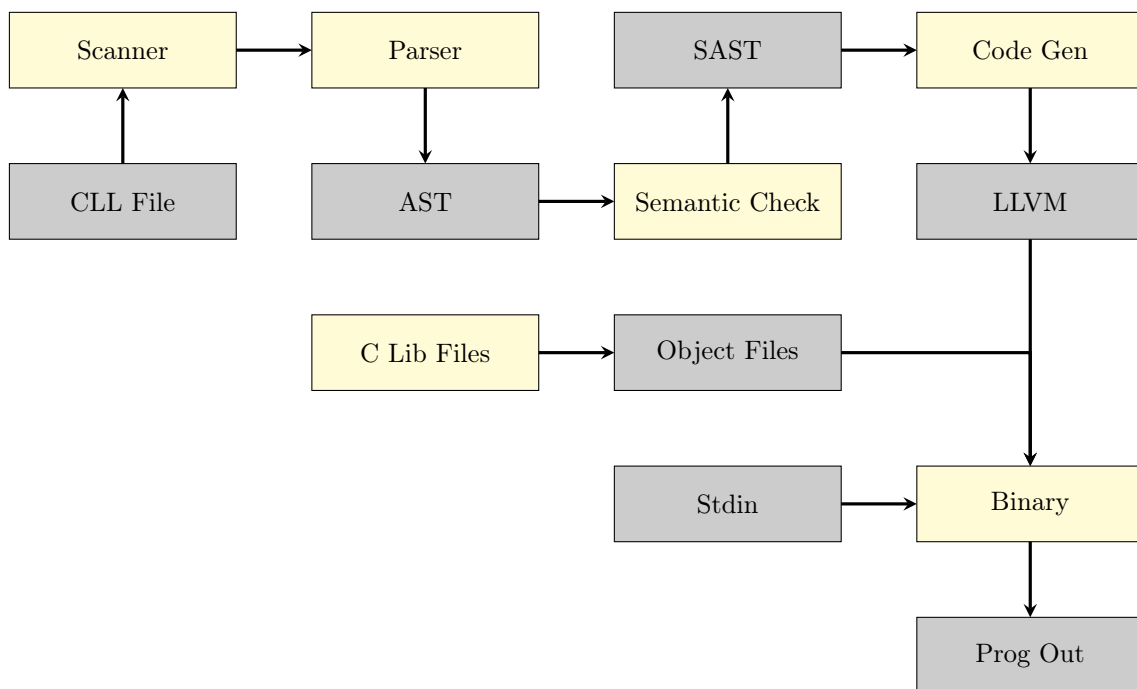 Scanner
Parser
SAST
Code Gen
CLL File
AST
Semantic Check
LLVM
C Lib Files
Object Files
Stdin
Binary
Prog Out